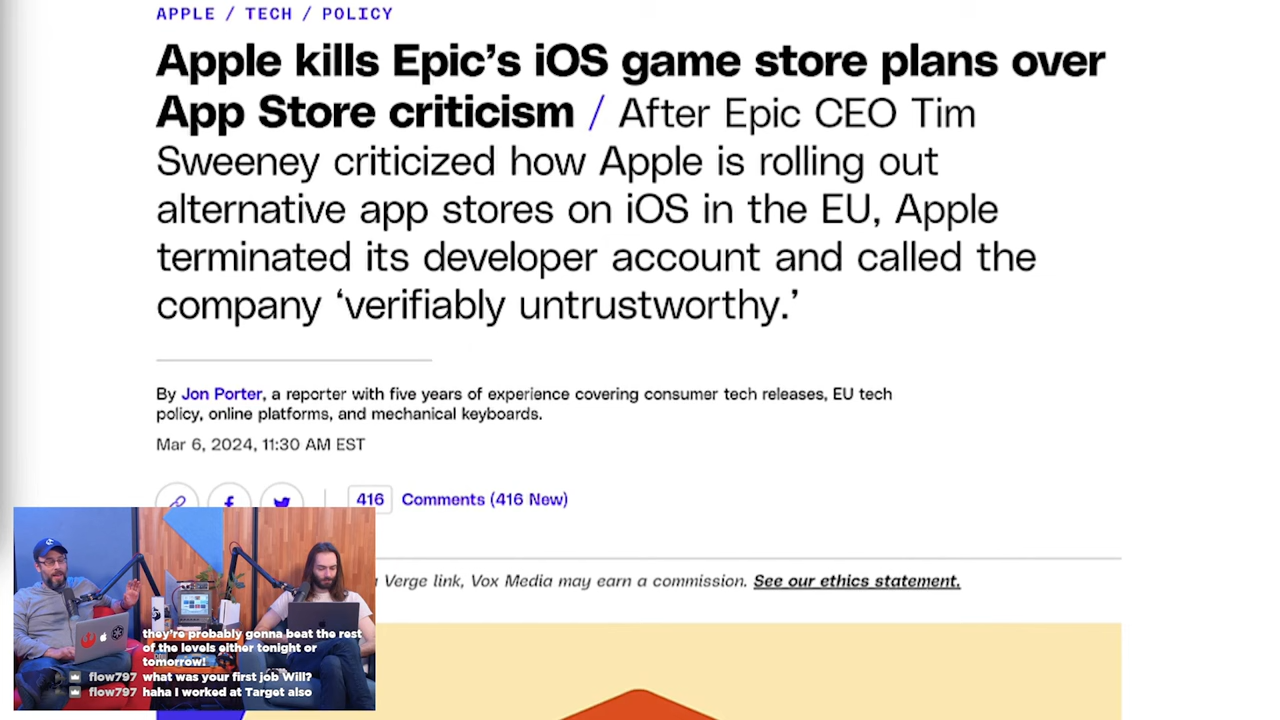 APPLE / TECH / POLICY
Apple kills Epic’s iOS game store plans over
App Store criticism / After Epic CEO Tim
Sweeney criticized how Apple is rolling out
alternative app stores on iOS in the EU, Apple
terminated its developer account and called the
company ‘verifiably untrustworthy.’
By Jon Porter, a reporter with five years of experience covering consumer tech releases, EU tech
policy, online platforms, and mechanical keyboards.
Mar 6, 2024, 11:30 AM EST
416 Comments (416 New)
a Verge link, Vox Media may earn a commission. See our ethics statement.
they're probably gonna beat the rest
of the levels either tonight or
tomorrow!
flow797 what was your first job Will?
flow797 haha I worked at Target also